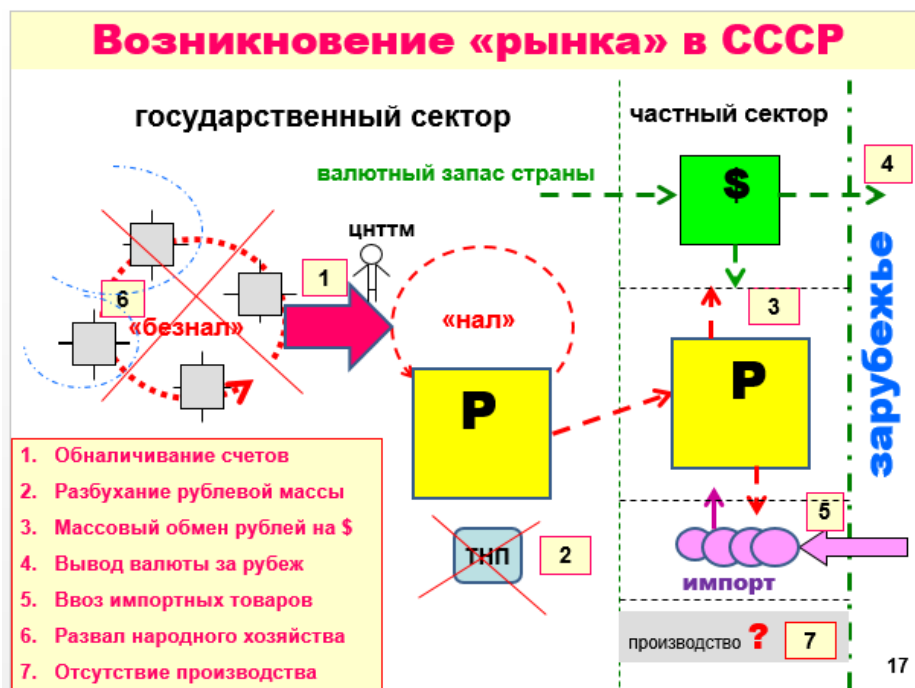 Возникновение «рынка» в СССР
государственный сектор
частный сектор
валютный запас страны
$
4
цнттм
1
6
«безнал»
«нал»
3
зарубежье
Р
Р
1. Обналичивание счетов
2. Разбухание рублевой массы
3. Массовый обмен рублей на $
4. Вывод валюты за рубеж
5. Ввоз импортных товаров
6. Развал народного хозяйства
7. Отсутствие производства
ТНП
2
5
импорт
производство ? 7
17